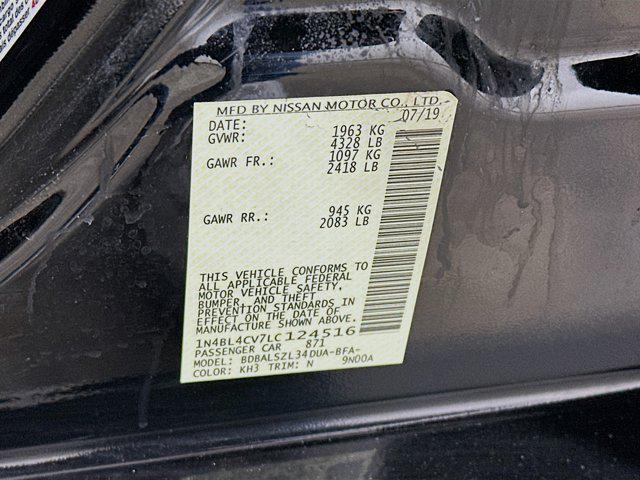 MFD BY NISSAN MOTOR CO., LTD.
DATE: 07/19
GVWR: 1963 KG
4328 LB
GAWR FR.: 1097 KG
2418 LB
GAWR RR.: 945 KG
2083 LB
THIS VEHICLE CONFORMS TO
ALL APPLICABLE FEDERAL
MOTOR VEHICLE SAFETY,
BUMPER, AND THEFT
PREVENTION STANDARDS IN
EFFECT ON THE DATE OF
MANUFACTURE SHOWN ABOVE.
1N4BL4CV7LC124516
PASSENGER CAR 871
MODEL: BDBALSZL34DUA-BFA-
COLOR: KH3 TRIM: N 9N00A